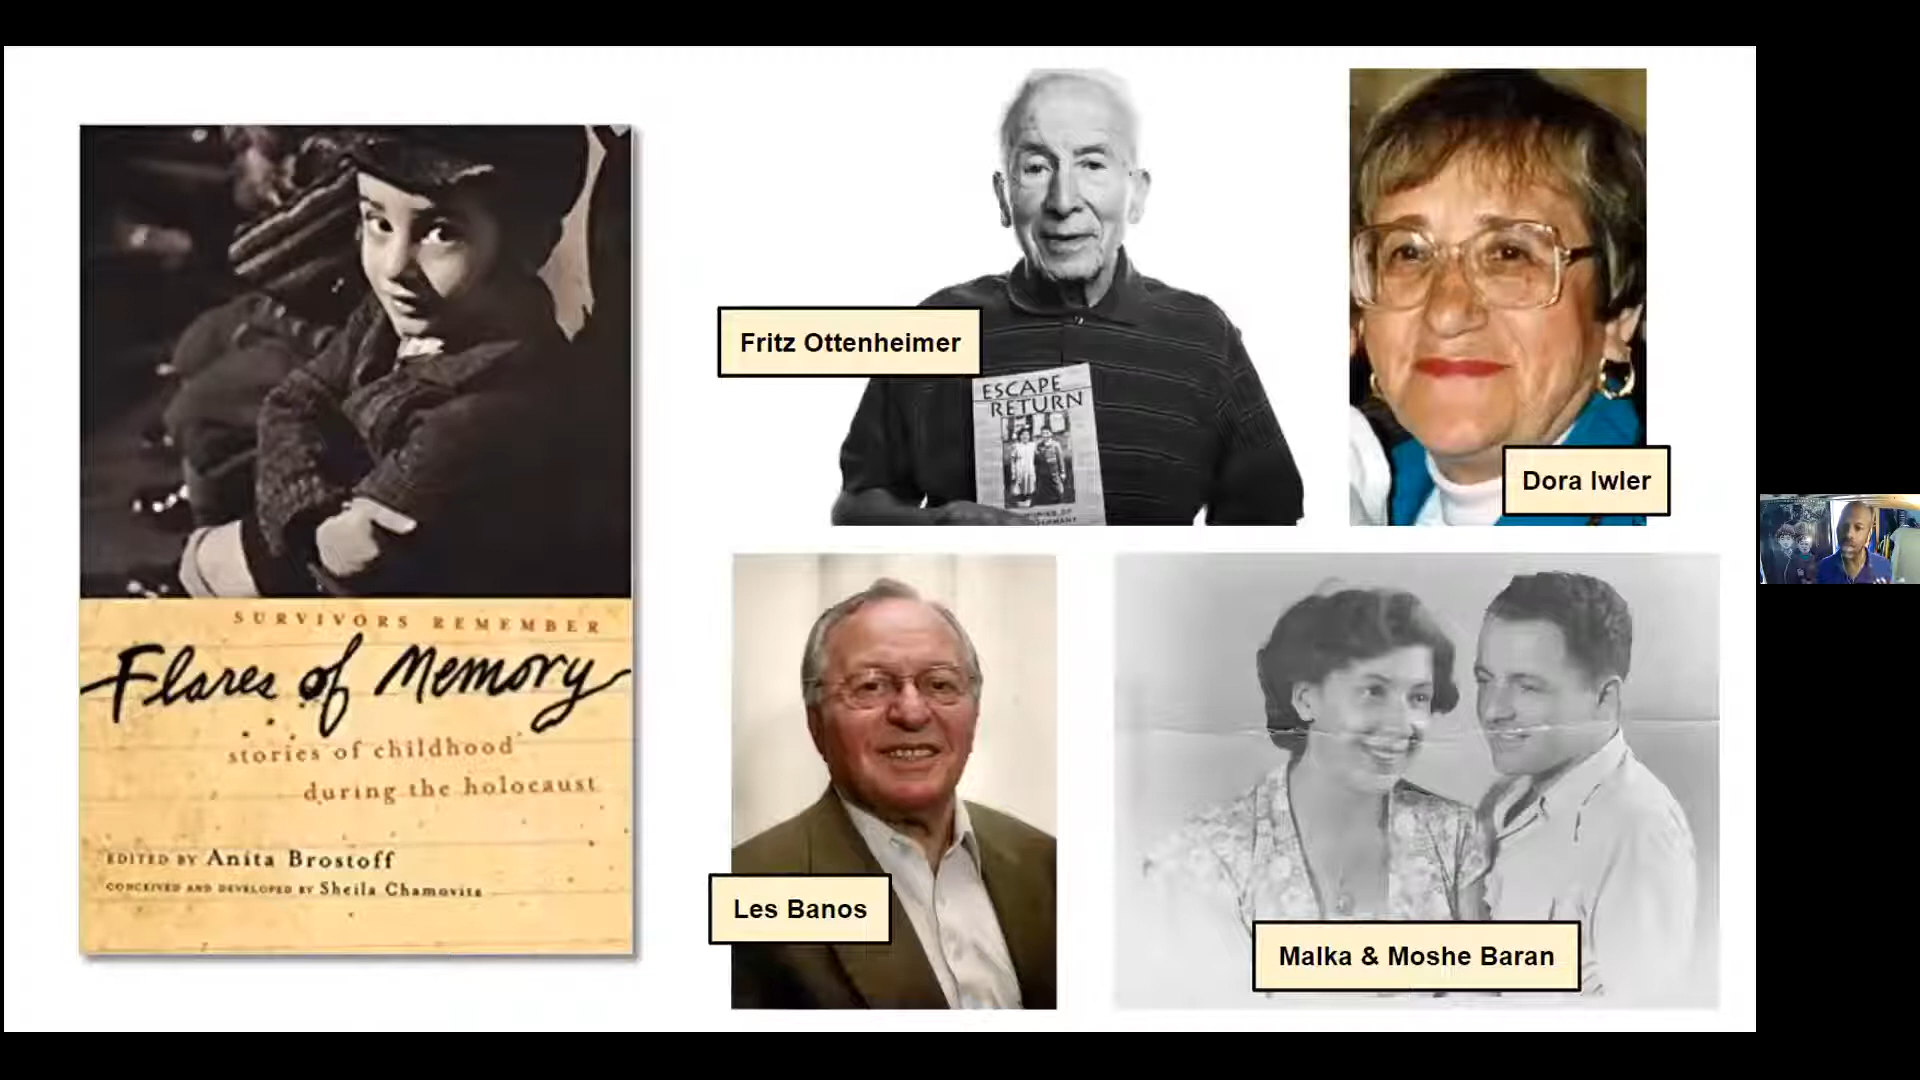 SURVIVORS REMEMBER
Flares of Memory
stories of childhood
during the holocaust
EDITED BY Anita Brostoff
CONCEIVED AND DEVELOPED BY Sheila Chamovitz
Fritz Ottenheimer
ESCAPE
RETURN
Dora Iwler
Les Banos
Malka & Moshe Baran